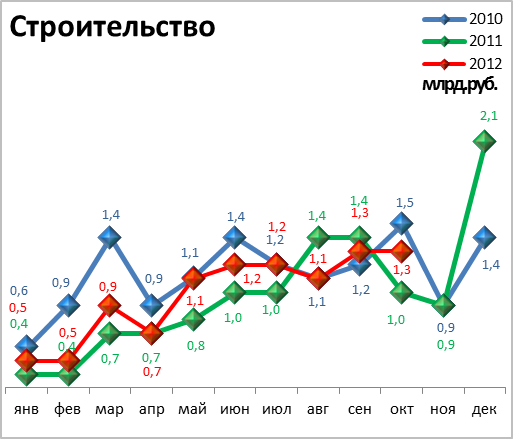 Строительство
2010
2011
2012
млрд.руб.
2,1
1,4 1,4 1,2 1,4 1,5
0,6 0,9 0,9 1,1 1,2 1,3 1,4
0,5 0,9 1,1 1,4
0,4 0,5 1,1 1,2 1,1 1,2 1,3
0,4 0,7 0,7 0,8 1,0 1,0 1,0 0,9
0,7 0,9
янв фев мар апр май июн июл авг сен окт ноя дек